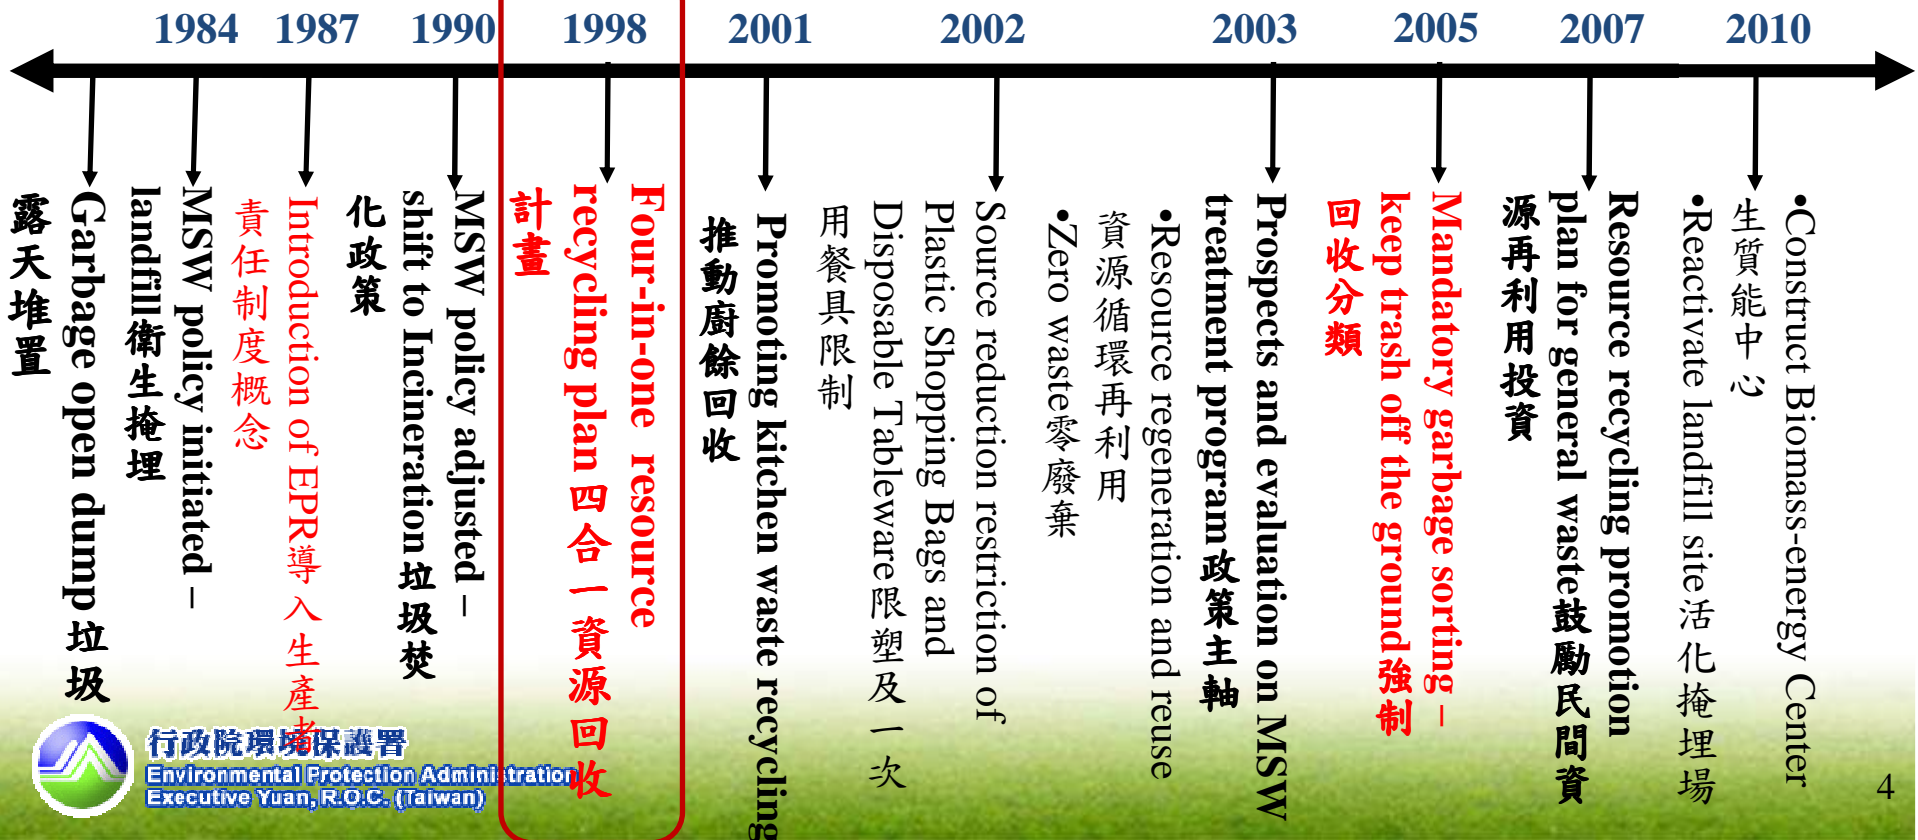 1984 1987 1990 1998 2001 2002 2003 2005 2007 2010
Garbage open dump 垃圾
露天堆置
MSW policy initiated –
landfill衛生掩埋
Introduction of EPR導入生產者
責任制度概念
MSW policy adjusted –
shift to Incineration 垃圾焚
化政策
Four-in-one resource
recycling plan 四合一資源回收
計畫
Promoting kitchen waste recycling
推動廚餘回收
Source reduction restriction of
Plastic Shopping Bags and
Disposable Tableware限塑及一次
用餐具限制
•Resource regeneration and reuse
資源循環再利用
•Zero waste零廢棄
Prospects and evaluation on MSW
treatment program 政策主軸
Mandatory garbage sorting –
keep trash off the ground強制
回收分類
Resource recycling promotion
plan for general waste鼓勵民間資
源再利用投資
•Construct Biomass-energy Center
生質能中心
•Reactivate landfill site活化掩埋場
行政院環境保護署
Environmental Protection Administration
Executive Yuan, R.O.C. (Taiwan)
4